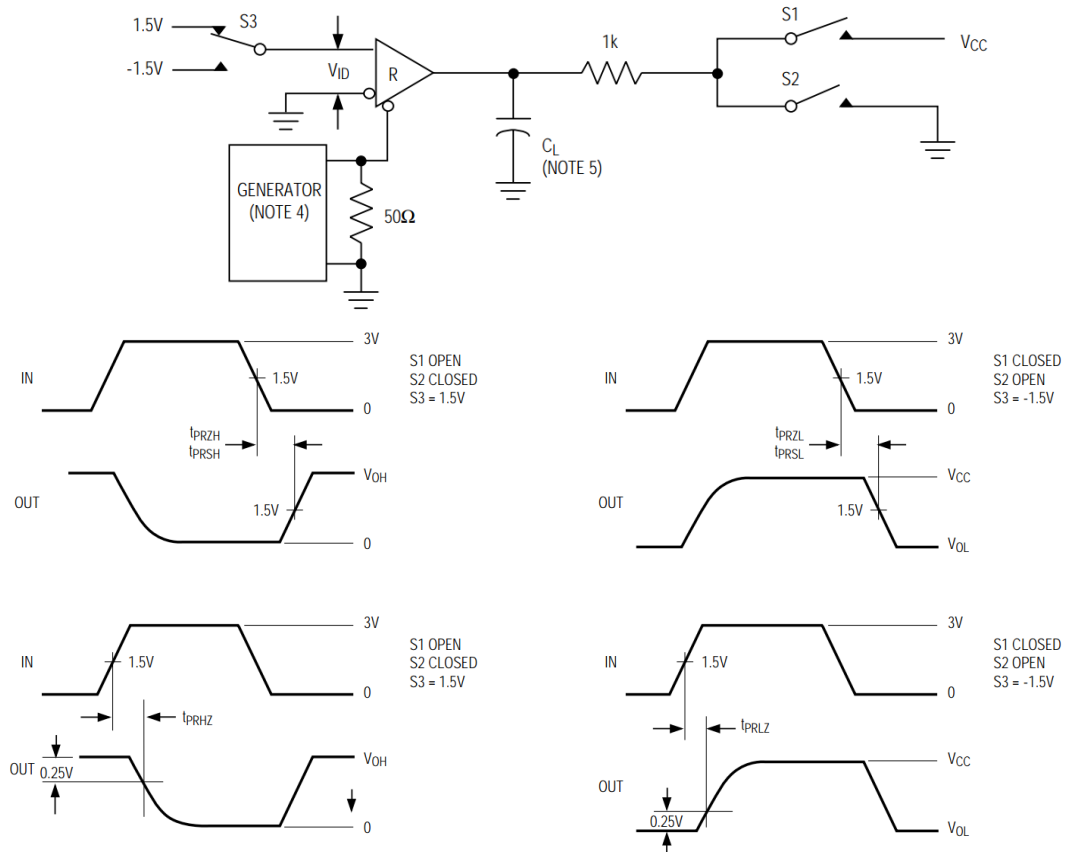 1.5V
S3
-1.5V
VID
R
1k
S1
VCC
S2
CL
(NOTE 5)
GENERATOR
(NOTE 4)
50Ω
IN
3V
1.5V
0
S1 OPEN
S2 CLOSED
S3 = 1.5V
tPRZH
tPRSH
OUT
VOH
1.5V
0
IN
3V
1.5V
0
S1 CLOSED
S2 OPEN
S3 = -1.5V
tPRZL
tPRSL
OUT
VCC
1.5V
VOL
IN
3V
1.5V
0
S1 OPEN
S2 CLOSED
S3 = 1.5V
tPRHZ
OUT
0.25V
VOH
0
IN
3V
1.5V
0
S1 CLOSED
S2 OPEN
S3 = -1.5V
tPRLZ
OUT
VCC
0.25V
VOL